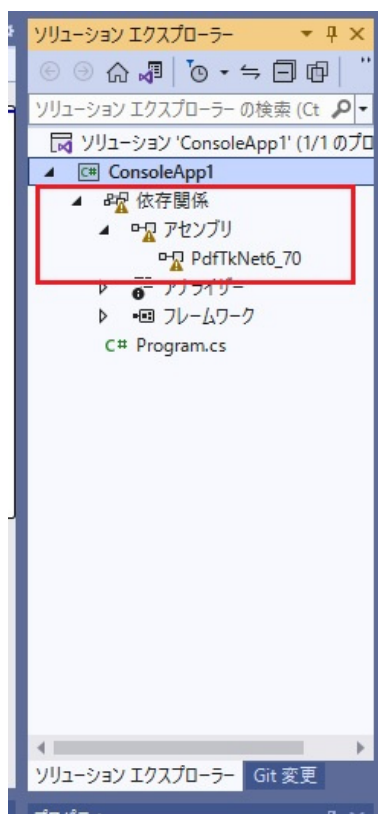 ソリューション エクスプローラー
ソリューション エクスプローラー の検索 (Ct
ソリューション 'ConsoleApp1' (1/1 のプロ
C# ConsoleApp1
依存関係
アセンブリ
PdfTkNet6_70
アナライザー
フレームワーク
C# Program.cs
ソリューション エクスプローラー Git 変更